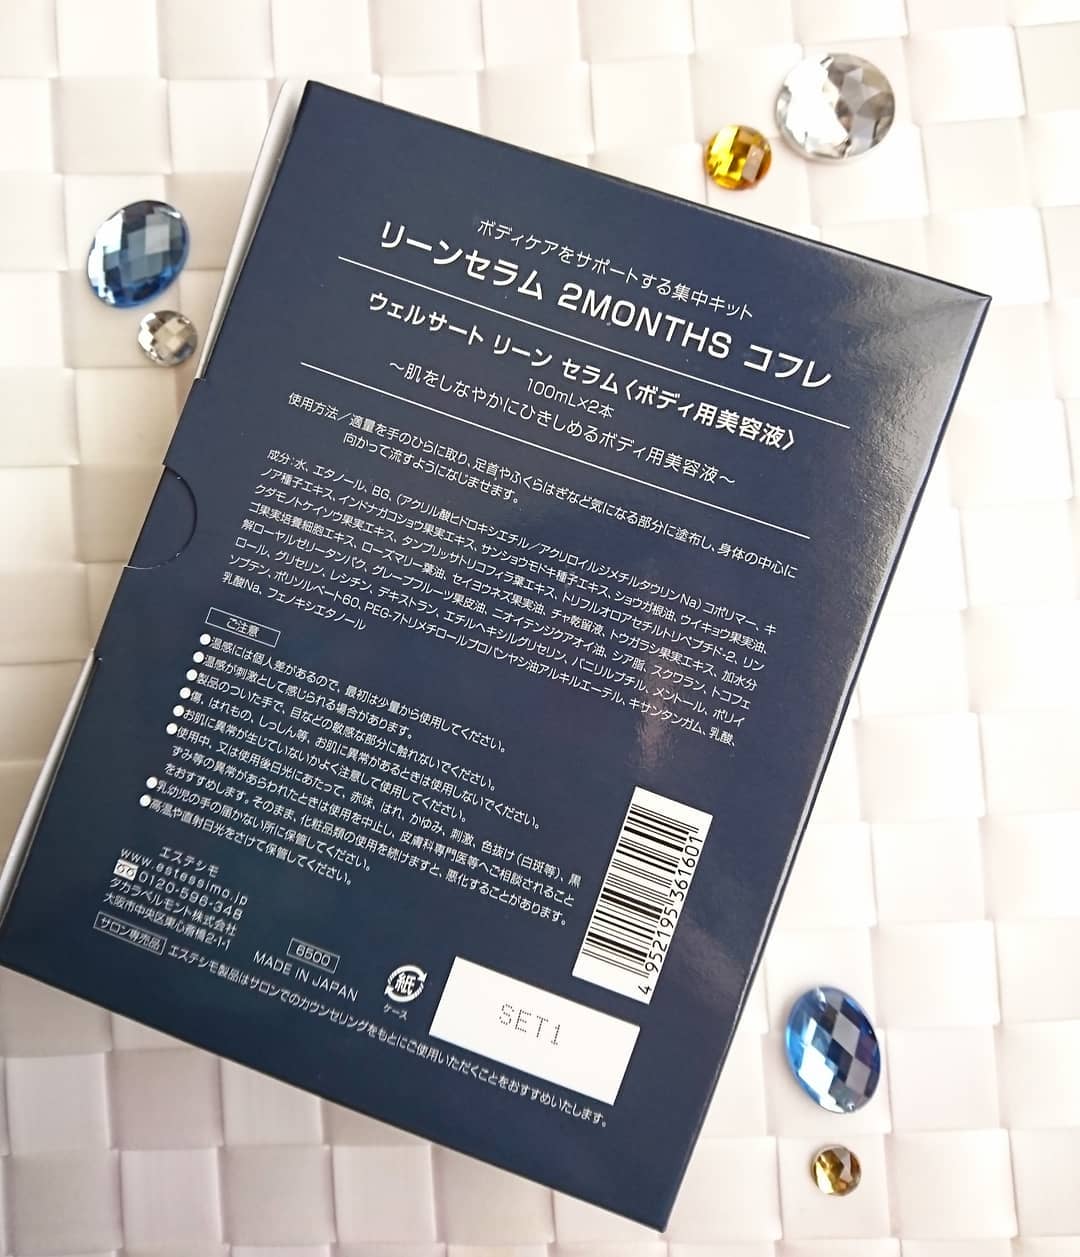 ボディケアをサポートする集中キット
リーンセラム 2MONTHS コフレ
ウェルサート リーン セラム〈ボディ用美容液〉
100mL×2本
～肌をしなやかにひきしめるボディ用美容液～
使用方法／適量を手のひらに取り、足首やふくらはぎなど気になる部分に塗布し、身体の中心に
向かって流すようになじませます。
成分：水、エタノール、BG、（アクリル酸ヒドロキシエチル／アクリロイルジメチルタウリンNa）コポリマー、キ
ノア種子エキス、インドナガコショウ果実エキス、サンショウモドキ種子エキス、ショウガ根油、ウイキョウ果実油、
クダモノトケイソウ果実エキス、タンブリッサトリコフィラ葉エキス、トリフルオロアセチルトリペプチド-2、リン
ゴ果実培養細胞エキス、ローズマリー葉油、セイヨウネズ果実油、チャ乾留液、トウガラシ果実エキス、加水分
解ローヤルゼリータンパク、グレープフルーツ果皮油、ニオイテンジクアオイ油、シア脂、スクワラン、トコフェ
ロール、グリセリン、レシチン、デキストラン、エチルヘキシルグリセリン、バニリルブチル、メントール、ポリイ
ソブテン、ポリソルベート60、PEG-7トリメチロールプロパンヤシ油アルキルエーテル、キサンタンガム、乳酸、
乳酸Na、フェノキシエタノール
ご注意
●温感には個人差があるので、最初は少量から使用してください。
●温感が刺激として感じられる場合があります。
●製品のついた手で、目などの敏感な部分に触れないでください。
●傷、はれもの、しっしん等、お肌に異常があるときは使用しないでください。
●お肌に異常が生じていないかよく注意して使用してください。
●使用中、又は使用後日光にあたって、赤味、はれ、かゆみ、刺激、色抜け（白斑等）、黒
ずみ等の異常があらわれたときは使用を中止し、皮膚科専門医等へご相談されること
をおすすめします。そのまま、化粧品類の使用を続けますと、悪化することがあります。
●乳幼児の手の届かない所に保管してください。
●高温や直射日光をさけて保管してください。
エステシモ
www.estessimo.jp
0120-596-348
タカラベルモント株式会社
大阪市中央区東心斎橋2-1-1
6500
MADE IN JAPAN
紙
ケース
サロン専売品 エステシモ製品はサロンでのカウンセリングをもとにご使用いただくことをおすすめいたします。
4 952195 361601
SET1